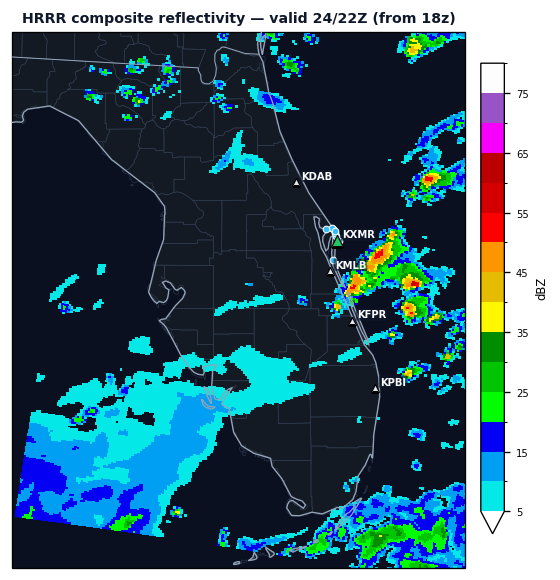 HRRR composite reflectivity — valid 24/22Z (from 18z)
KDAB
KXMR
KMLB
KFPR
KPBI
75
65
55
45
35
25
15
5
dBZ